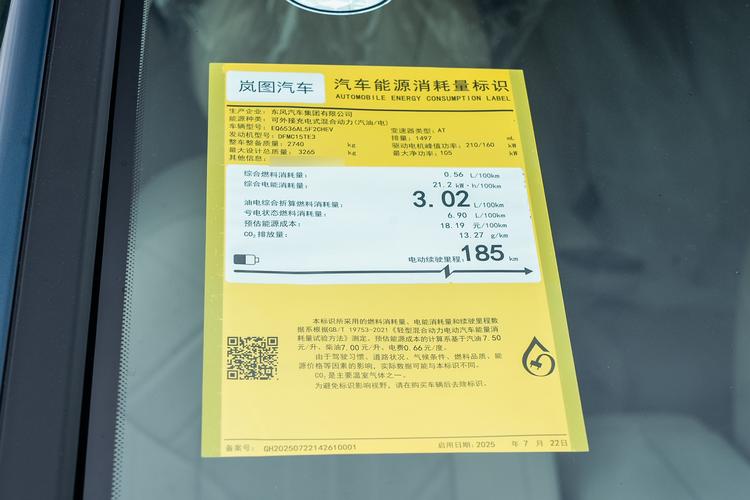 岚图汽车
汽车能源消耗量标识
AUTOMOBILE ENERGY CONSUMPTION LABEL
生产企业: 东风汽车集团有限公司
能源种类: 可外接充电式混合动力(汽油/电)
车辆型号: EQ6536AL5F2CHEV 变速器类型: AT
发动机型号: DFMC15TE3 排量: 1497 mL
整车整备质量: 2740 kg 驱动电机峰值功率: 210/160 kW
最大设计总质量: 3265 kg 最大净功率: 105 kW
其他信息:
综合燃料消耗量: 0.56 L/100km
综合电能消耗量: 21.2 kW·h/100km
油电综合折算燃料消耗量: 3.02 L/100km
亏电状态燃料消耗量: 6.90 L/100km
预估能源成本: 18.19 元/100km
CO₂排放量: 13.27 g/km
电动续驶里程: 185 km
本标识所采用的燃料消耗量、电能消耗量和续驶里程数
据系根据GB/T 19753-2021《轻型混合动力电动汽车能量消
耗量试验方法》测定。预估能源成本的计算系基于汽油7.50
元/升、柴油7.00 元/升、电费0.66 元/度。
由于驾驶习惯、道路状况、气候条件、燃料品质、能
源价格等因素的影响,实际数据可能与本标识不同。
CO₂是主要温室气体之一。
为避免标识影响视野,请在购买车辆后去除标识。
备案号: QH20250722142610001 启用日期: 2025 年 7 月 22日